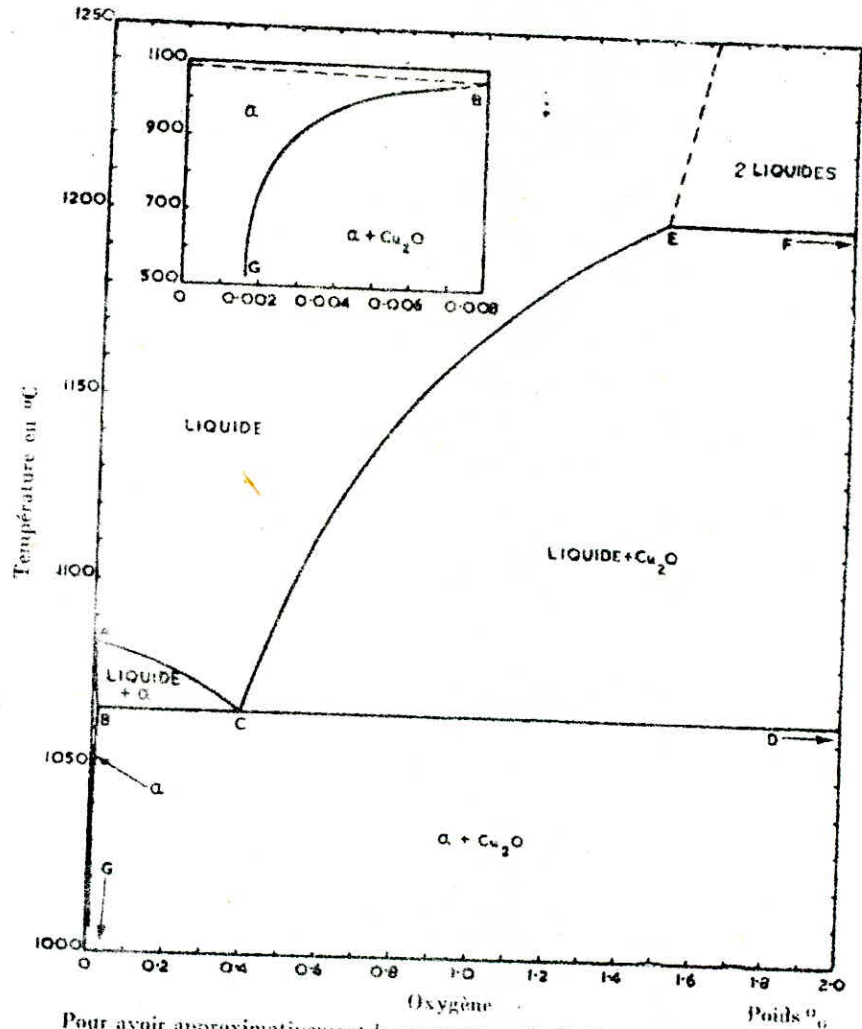 1250
1200
1150
1100
1050
1000
Température en °C
1100
900
700
500
0
0·002
0·004
0·006
0·008
α
B
α + Cu₂O
G
2 LIQUIDES
E
F
LIQUIDE
LIQUIDE+Cu₂O
A
LIQUIDE
+ α
B
C
D
α
α + Cu₂O
G
0
0·2
0·4
0·6
0·8
1·0
1·2
1·4
1·6
1·8
2·0
Oxygène
Poids %
Pour avoir approximativement